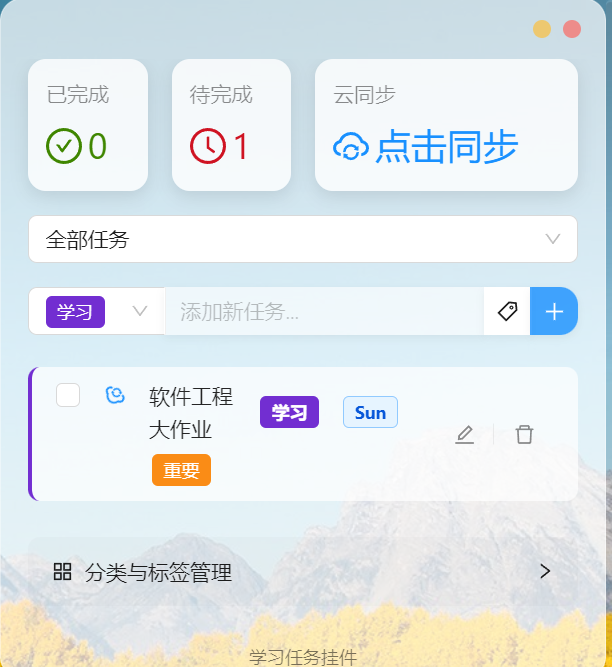 已完成 待完成 云同步
0 1 点击同步
全部任务
学习 添加新任务...
软件工程
大作业
学习 Sun
重要
分类与标签管理
学习任务挂件